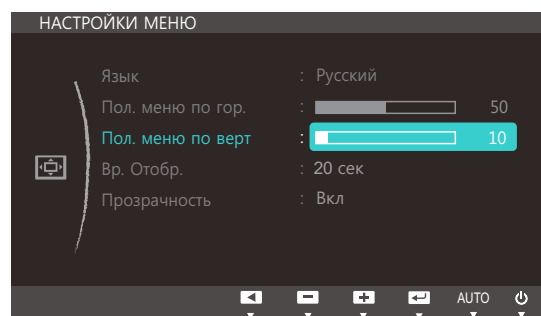 НАСТРОЙКИ МЕНЮ
Язык : Русский
Пол. меню по гор. : 50
Пол. меню по верт : 10
Вр. Отобр. : 20 сек
Прозрачность : Вкл
AUTO